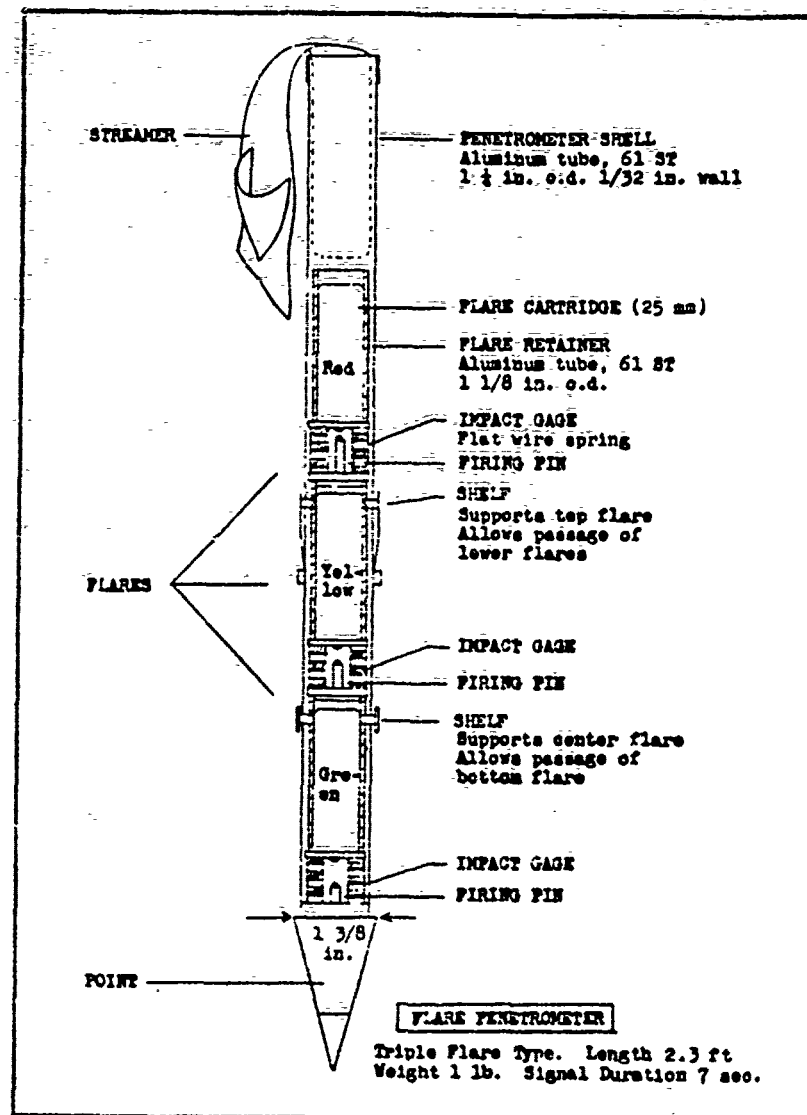 STREAMER
PENETROMETER SHELL
Aluminum tube, 61 ST
1 ¼ in. o.d. 1/32 in. wall
FLARE CARTRIDGE (25 mm)
FLARE RETAINER
Aluminum tube, 61 ST
1 1/8 in. o.d.
Red
IMPACT GAGE
Flat wire spring
FIRING PIN
SHELF
Supports top flare
Allows passage of
lower flares
FLARES
Yel-
low
IMPACT GAGE
FIRING PIN
SHELF
Supports center flare
Allows passage of
bottom flare
Gre-
en
IMPACT GAGE
FIRING PIN
1 3/8
in.
POINT
FLARE PENETROMETER
Triple Flare Type. Length 2.3 ft
Weight 1 lb. Signal Duration 7 sec.